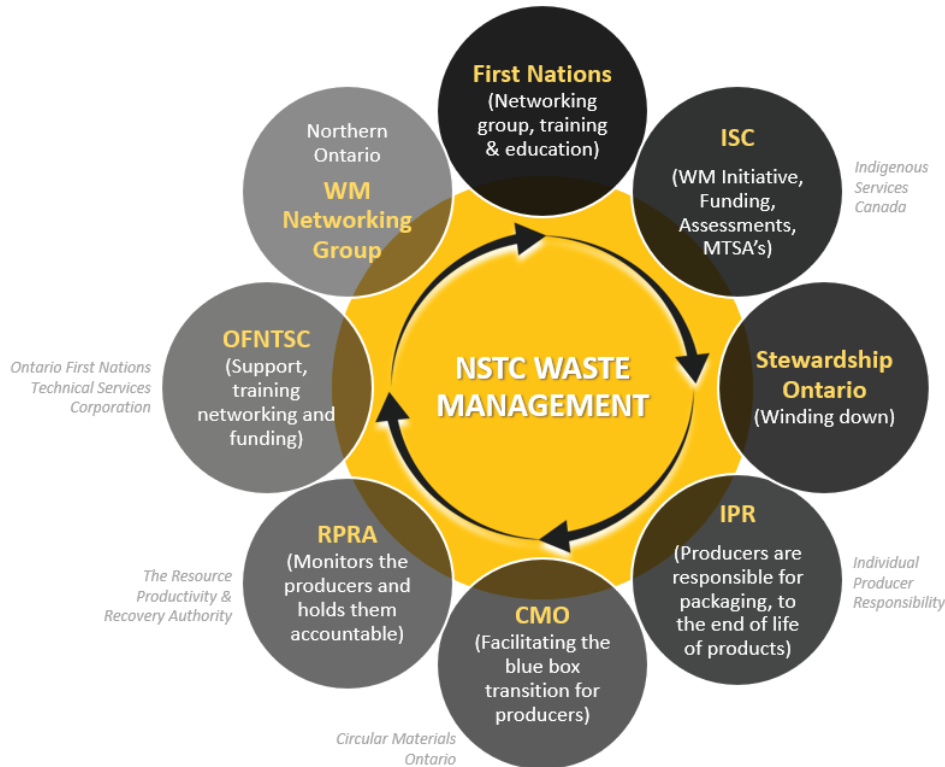 First Nations
(Networking
group, training
& education)
ISC
(WM Initiative,
Funding,
Assessments,
MTSA's)
Indigenous
Services
Canada
Stewardship
Ontario
(Winding down)
IPR
(Producers are
responsible for
packaging, to
the end of life
of products)
Individual
Producer
Responsibility
CMO
(Facilitating the
blue box
transition for
producers)
Circular Materials
Ontario
RPRA
(Monitors the
producers and
holds them
accountable)
The Resource
Productivity &
Recovery Authority
OFNTSC
(Support,
training
networking and
funding)
Ontario First Nations
Technical Services
Corporation
Northern
Ontario
WM
Networking
Group
NSTC WASTE
MANAGEMENT